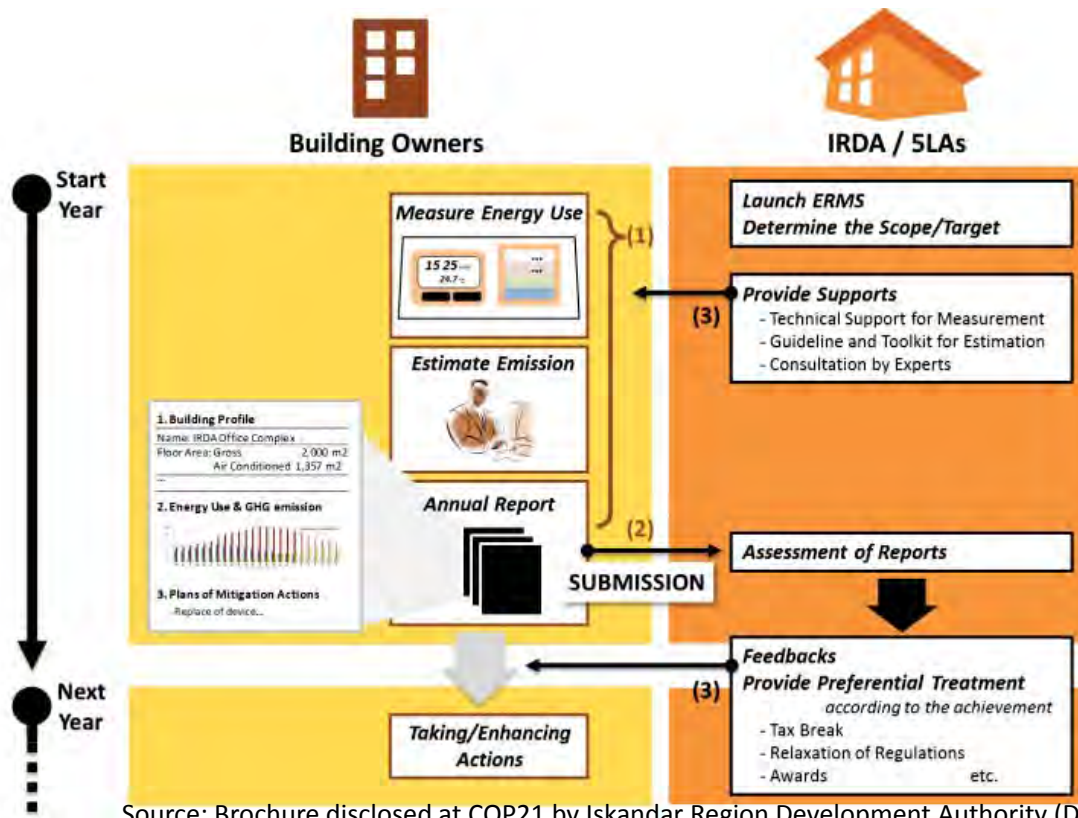 Building Owners
IRDA / 5LAs
Start
Year
Measure Energy Use
15 25
24.7
(1)
Launch ERMS
Determine the Scope/Target
(3)
Provide Supports
- Technical Support for Measurement
- Guideline and Toolkit for Estimation
- Consultation by Experts
Estimate Emission
1. Building Profile
Name: IRDA Office Complex
Floor Area: Gross 2,000 m2
Air Conditioned 1,357 m2
...
2. Energy Use & GHG emission
3. Plans of Mitigation Actions
Replace of device...
Annual Report
(2)
SUBMISSION
Assessment of Reports
Next
Year
(3)
Feedbacks
Provide Preferential Treatment
according to the achievement
- Tax Break
- Relaxation of Regulations
- Awards etc.
Taking/Enhancing
Actions
Source: Brochure disclosed at COP21 by Iskandar Region Development Authority (D